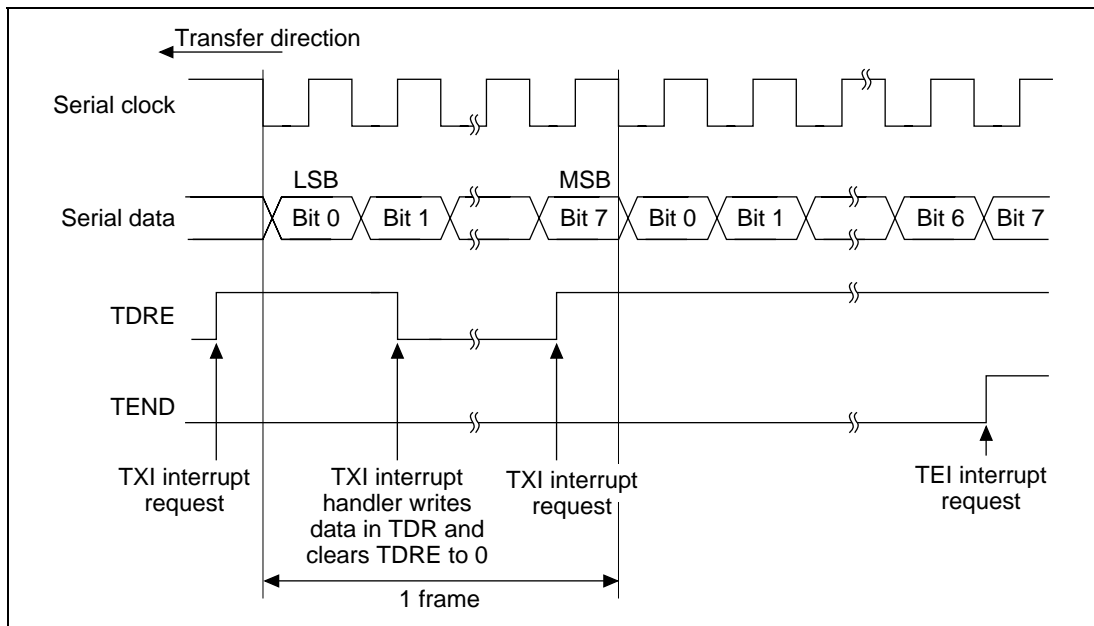 Transfer direction
Serial clock
LSB
MSB
Serial data
Bit 0
Bit 1
Bit 7
Bit 0
Bit 1
Bit 6
Bit 7
TDRE
TEND
TXI interrupt
request
TXI interrupt
handler writes
data in TDR and
clears TDRE to 0
TXI interrupt
request
TEI interrupt
request
1 frame